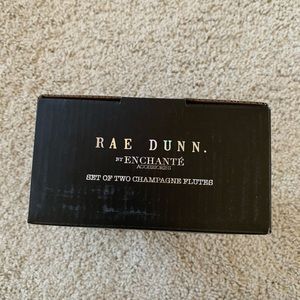 RAE DUNN.
BY ENCHANTÉ
ACCESSORIES
SET OF TWO CHAMPAGNE FLUTES